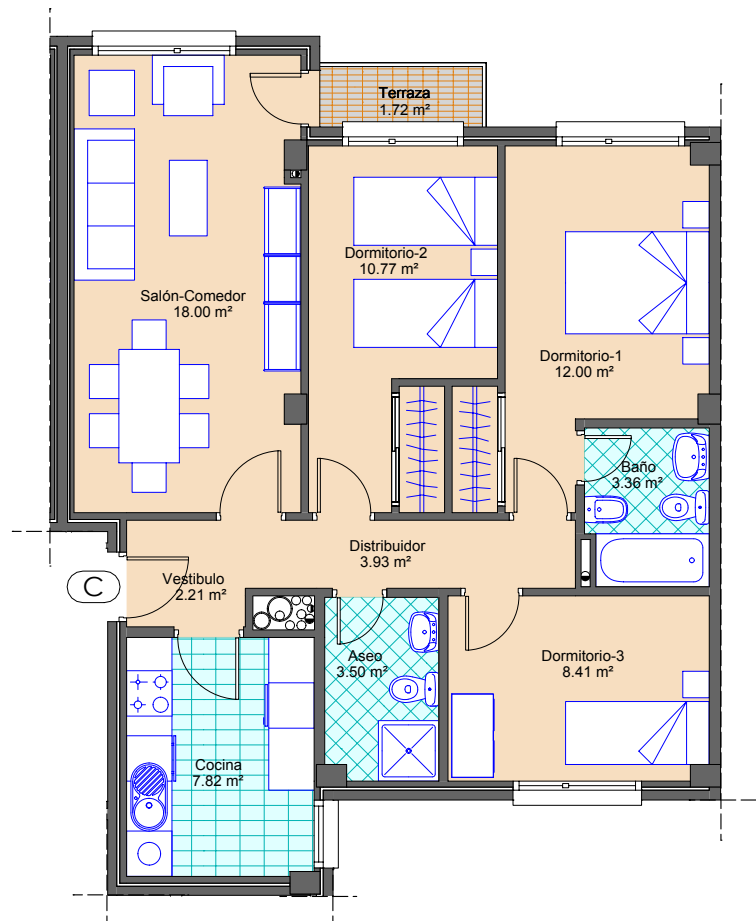 Terraza
1.72 m²
Dormitorio-2
10.77 m²
Salón-Comedor
18.00 m²
Dormitorio-1
12.00 m²
Baño
3.36 m²
Distribuidor
3.93 m²
C
Vestibulo
2.21 m²
Aseo
3.50 m²
Dormitorio-3
8.41 m²
Cocina
7.82 m²